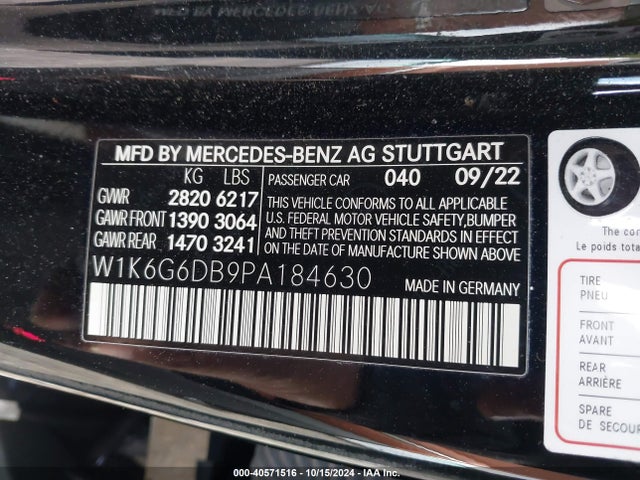 MFD BY MERCEDES-BENZ AG STUTTGART
KG LBS
GVWR 2820 6217
GAWR FRONT 1390 3064
GAWR REAR 1470 3241
PASSENGER CAR 040 09/22
THIS VEHICLE CONFORMS TO ALL APPLICABLE
U.S. FEDERAL MOTOR VEHICLE SAFETY,BUMPER
AND THEFT PREVENTION STANDARDS IN EFFECT
ON THE DATE OF MANUFACTURE SHOWN ABOVE
W1K6G6DB9PA184630
MADE IN GERMANY
The com
Le poids total
TIRE
PNEU
FRONT
AVANT
REAR
ARRIÈRE
SPARE
DE SECOUR
000-40571516 - 10/15/2024 - IAA Inc.